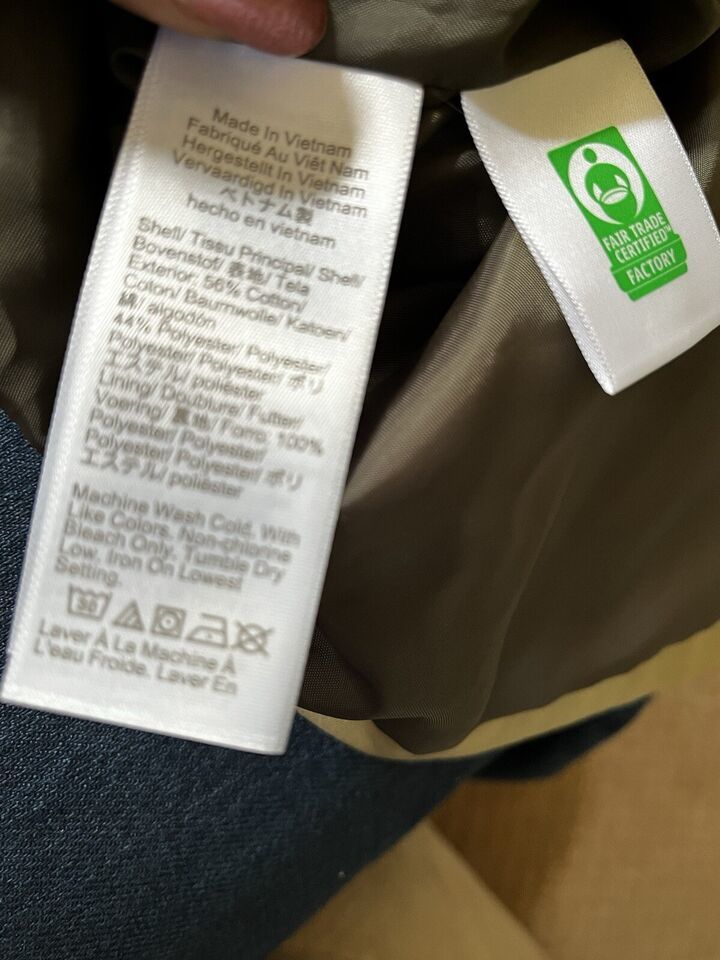 Made In Vietnam
Fabriqué Au Viêt Nam
Hergestellt In Vietnam
Vervaardigd In Vietnam
ベトナム製
hecho en vietnam
Shell/ Tissu Principal/ Shell/
Bovenstof/ 表地/ Tela
Exterior: 56% Cotton/
Coton/ Baumwolle/ Katoen/
綿/ algodón
44% Polyester/ Polyester/
Polyester/ Polyester/ ポリ
エステル/ poliéster
Lining/ Doublure/ Futter/
Voering/ 裏地/ Forro: 100%
Polyester/ Polyester/
Polyester/ Polyester/ ポリ
エステル/ poliéster
Machine Wash Cold, With
Like Colors. Non-chlorine
Bleach Only. Tumble Dry
Low. Iron On Lowest
Setting.
30
Laver À La Machine À
L'eau Froide. Laver En
FAIR TRADE
CERTIFIED™
FACTORY